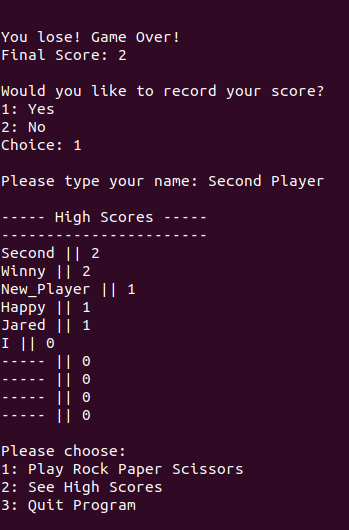 You lose! Game Over!
Final Score: 2
Would you like to record your score?
1: Yes
2: No
Choice: 1
Please type your name: Second Player
----- High Scores -----
-----------------------
Second || 2
Winny || 2
New_Player || 1
Happy || 1
Jared || 1
I || 0
----- || 0
----- || 0
----- || 0
----- || 0
Please choose:
1: Play Rock Paper Scissors
2: See High Scores
3: Quit Program